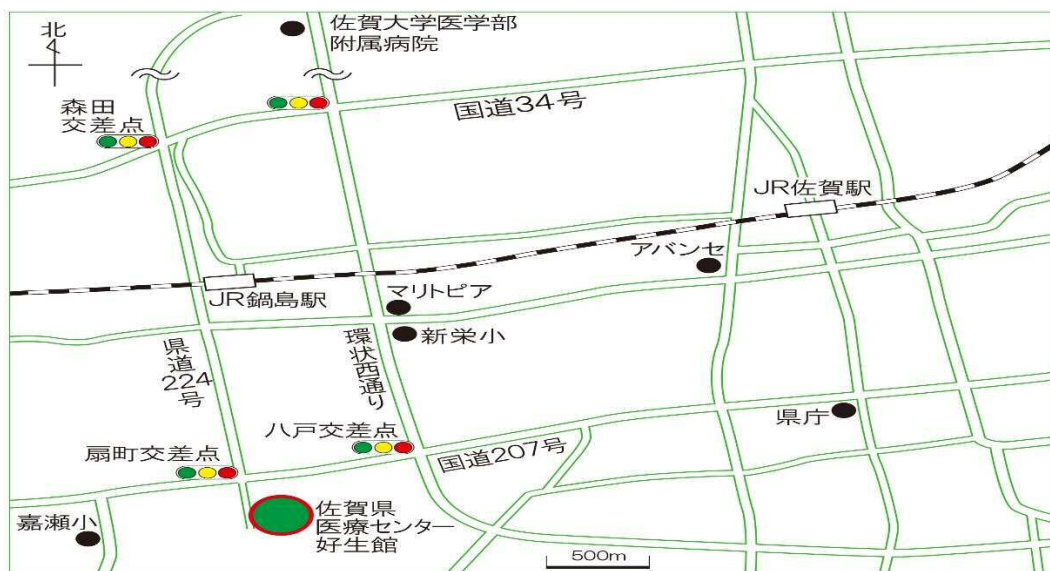 北
佐賀大学医学部
附属病院
森田
交差点
国道34号
JR佐賀駅
アバンセ
JR鍋島駅
マリトピア
新栄小
県道224号
環状西通り
県庁
八戸交差点
国道207号
扇町交差点
佐賀県
医療センター
好生館
嘉瀬小
500m